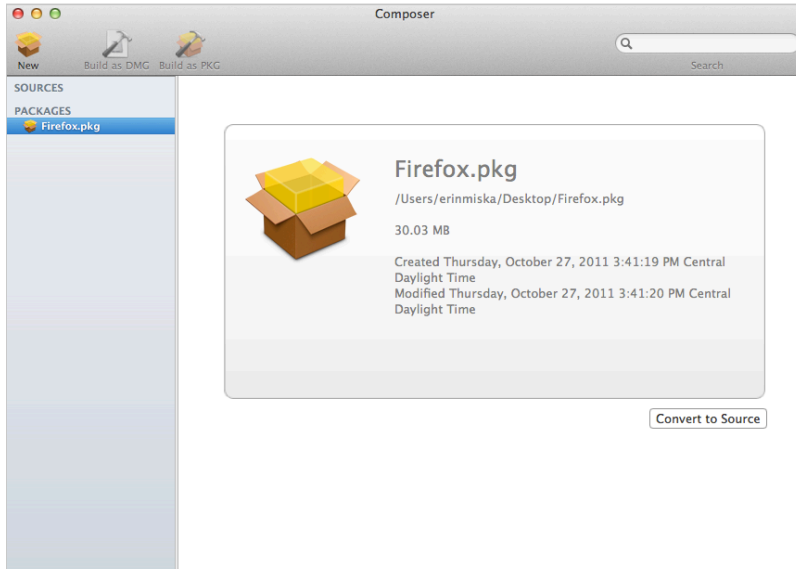 Composer
New
Build as DMG
Build as PKG
Search
SOURCES
PACKAGES
Firefox.pkg
Firefox.pkg
/Users/erinmiska/Desktop/Firefox.pkg
30.03 MB
Created Thursday, October 27, 2011 3:41:19 PM Central
Daylight Time
Modified Thursday, October 27, 2011 3:41:20 PM Central
Daylight Time
Convert to Source